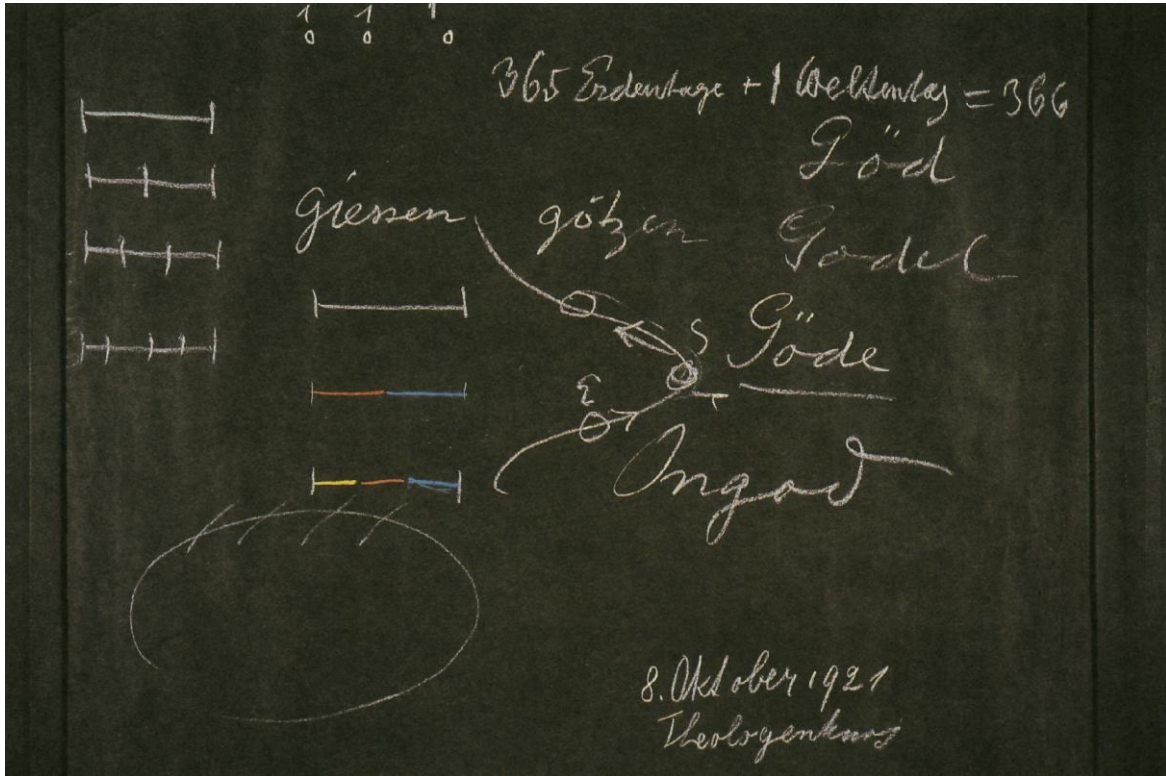 1 1 1
0 0 0
365 Erdentage + 1 Weltentag = 366
Göd
giessen götzen Godel
S Göde
E
Ingod
8. Oktober 1921
Theologenkurs